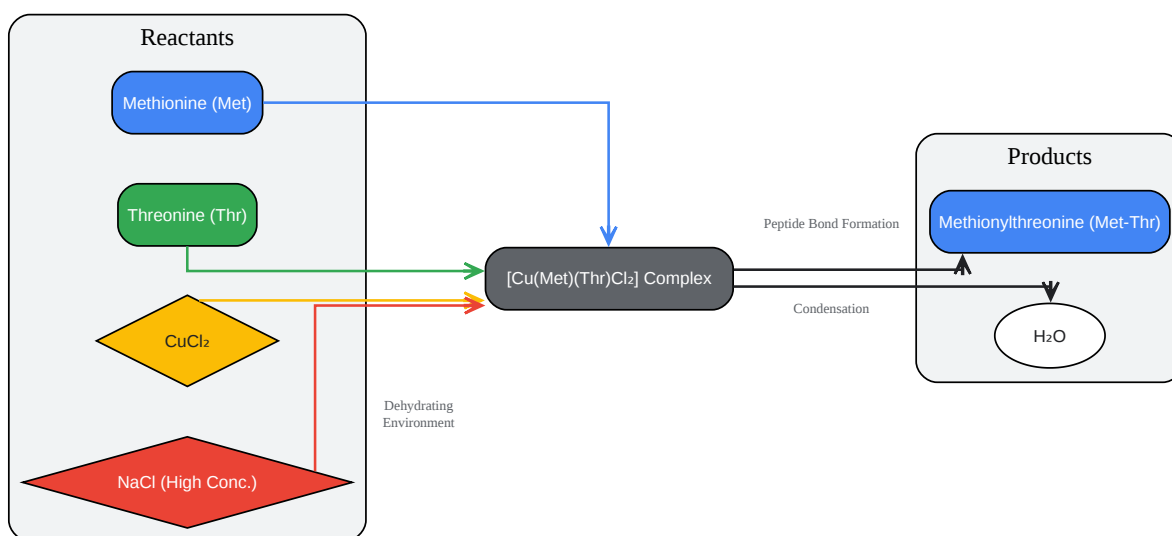 Reactants
Methionine (Met)
Threonine (Thr)
CuCl₂
NaCl (High Conc.)
Dehydrating
Environment
[Cu(Met)(Thr)Cl₂] Complex
Peptide Bond Formation
Condensation
Products
Methionylthreonine (Met-Thr)
H₂O